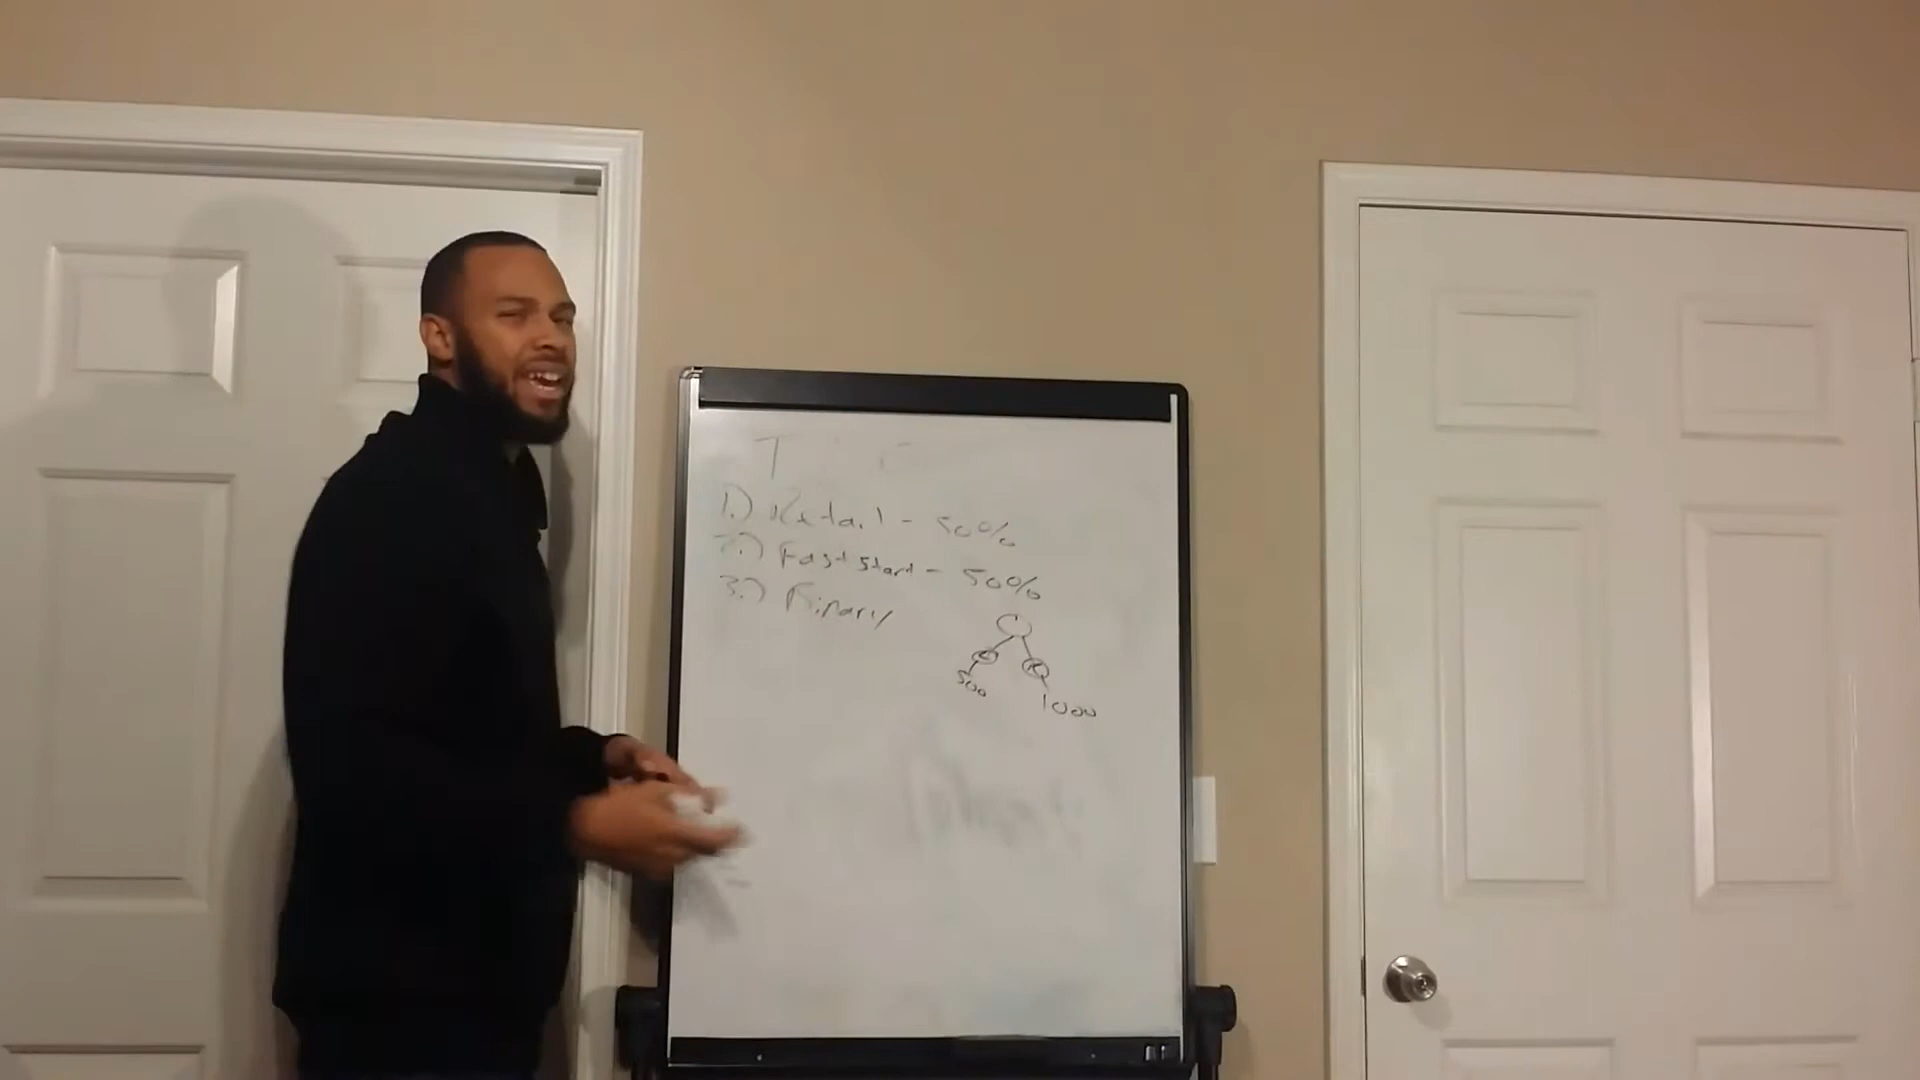 1.) Retail - 50%
2.) Fast Start - 50%
3.) Binary
500
1000